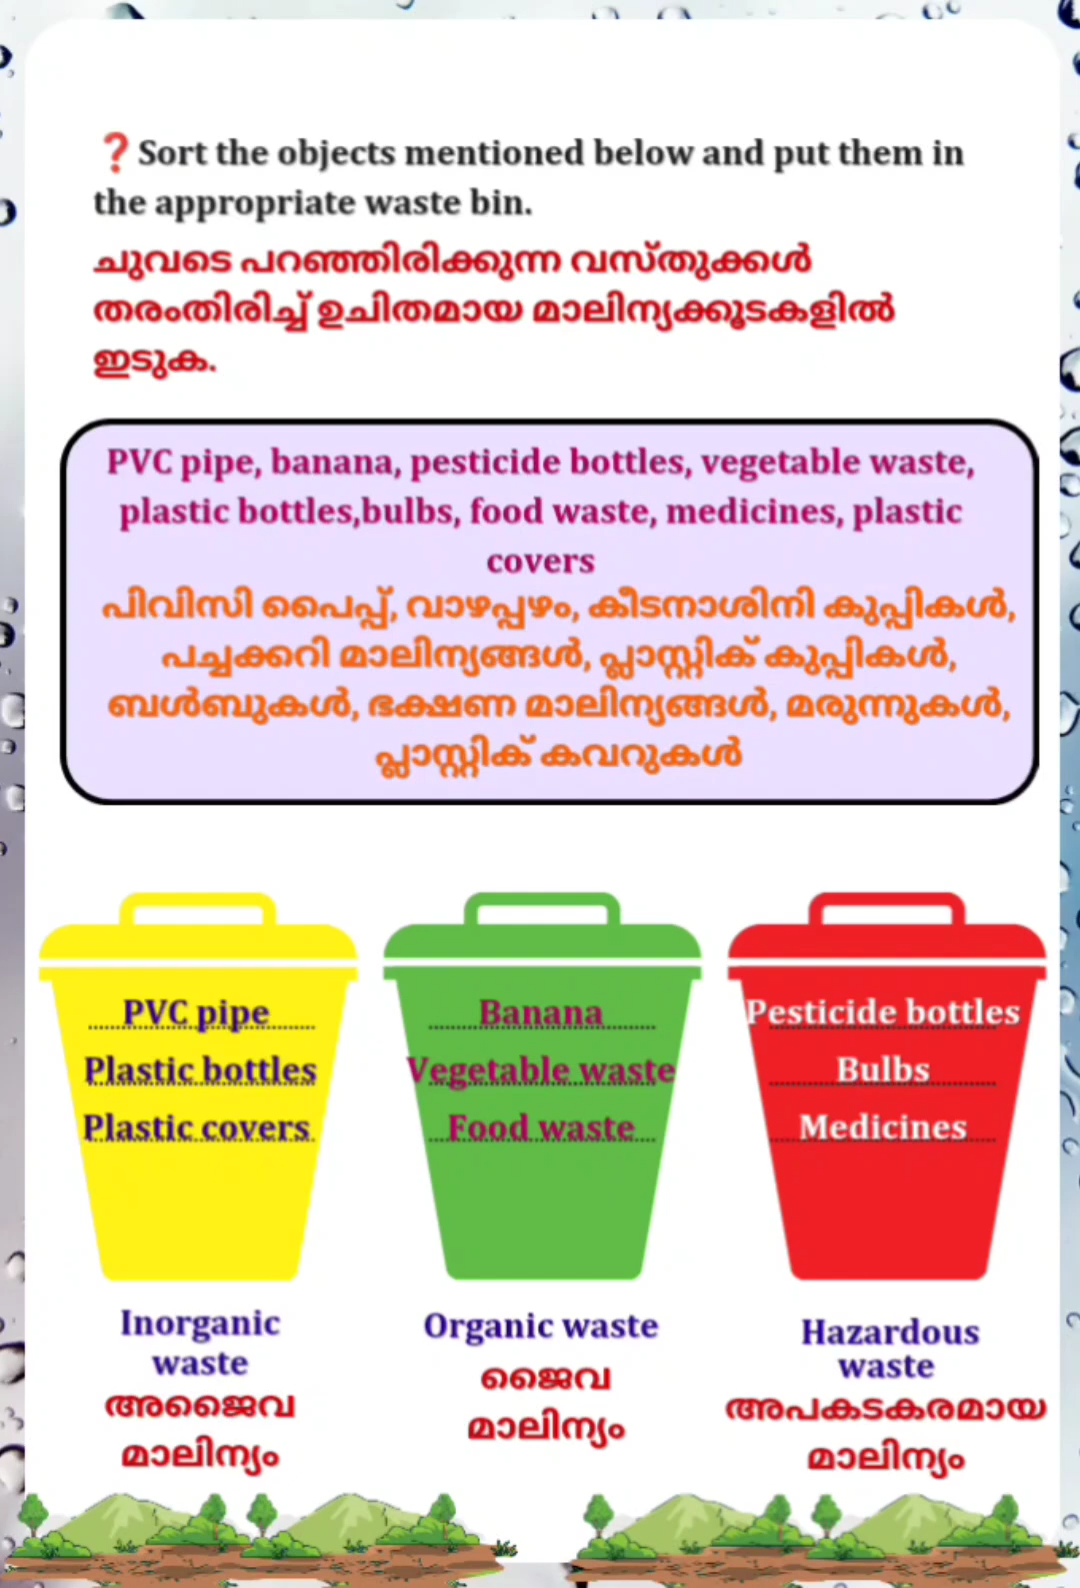 ❓Sort the objects mentioned below and put them in
the appropriate waste bin.
ചുവടെ പറഞ്ഞിരിക്കുന്ന വസ്തുക്കൾ
തരംതിരിച്ച് ഉചിതമായ മാലിന്യക്കൂടകളിൽ
ഇടുക.
PVC pipe, banana, pesticide bottles, vegetable waste,
plastic bottles,bulbs, food waste, medicines, plastic
covers
പിവിസി പൈപ്പ്, വാഴപ്പഴം, കീടനാശിനി കുപ്പികൾ,
പച്ചക്കറി മാലിന്യങ്ങൾ, പ്ലാസ്റ്റിക് കുപ്പികൾ,
ബൾബുകൾ, ഭക്ഷണ മാലിന്യങ്ങൾ, മരുന്നുകൾ,
പ്ലാസ്റ്റിക് കവറുകൾ
PVC pipe
Plastic bottles
Plastic covers
Inorganic
waste
അജൈവ
മാലിന്യം
Banana
Vegetable waste
Food waste
Organic waste
ജൈവ
മാലിന്യം
Pesticide bottles
Bulbs
Medicines
Hazardous
waste
അപകടകരമായ
മാലിന്യം